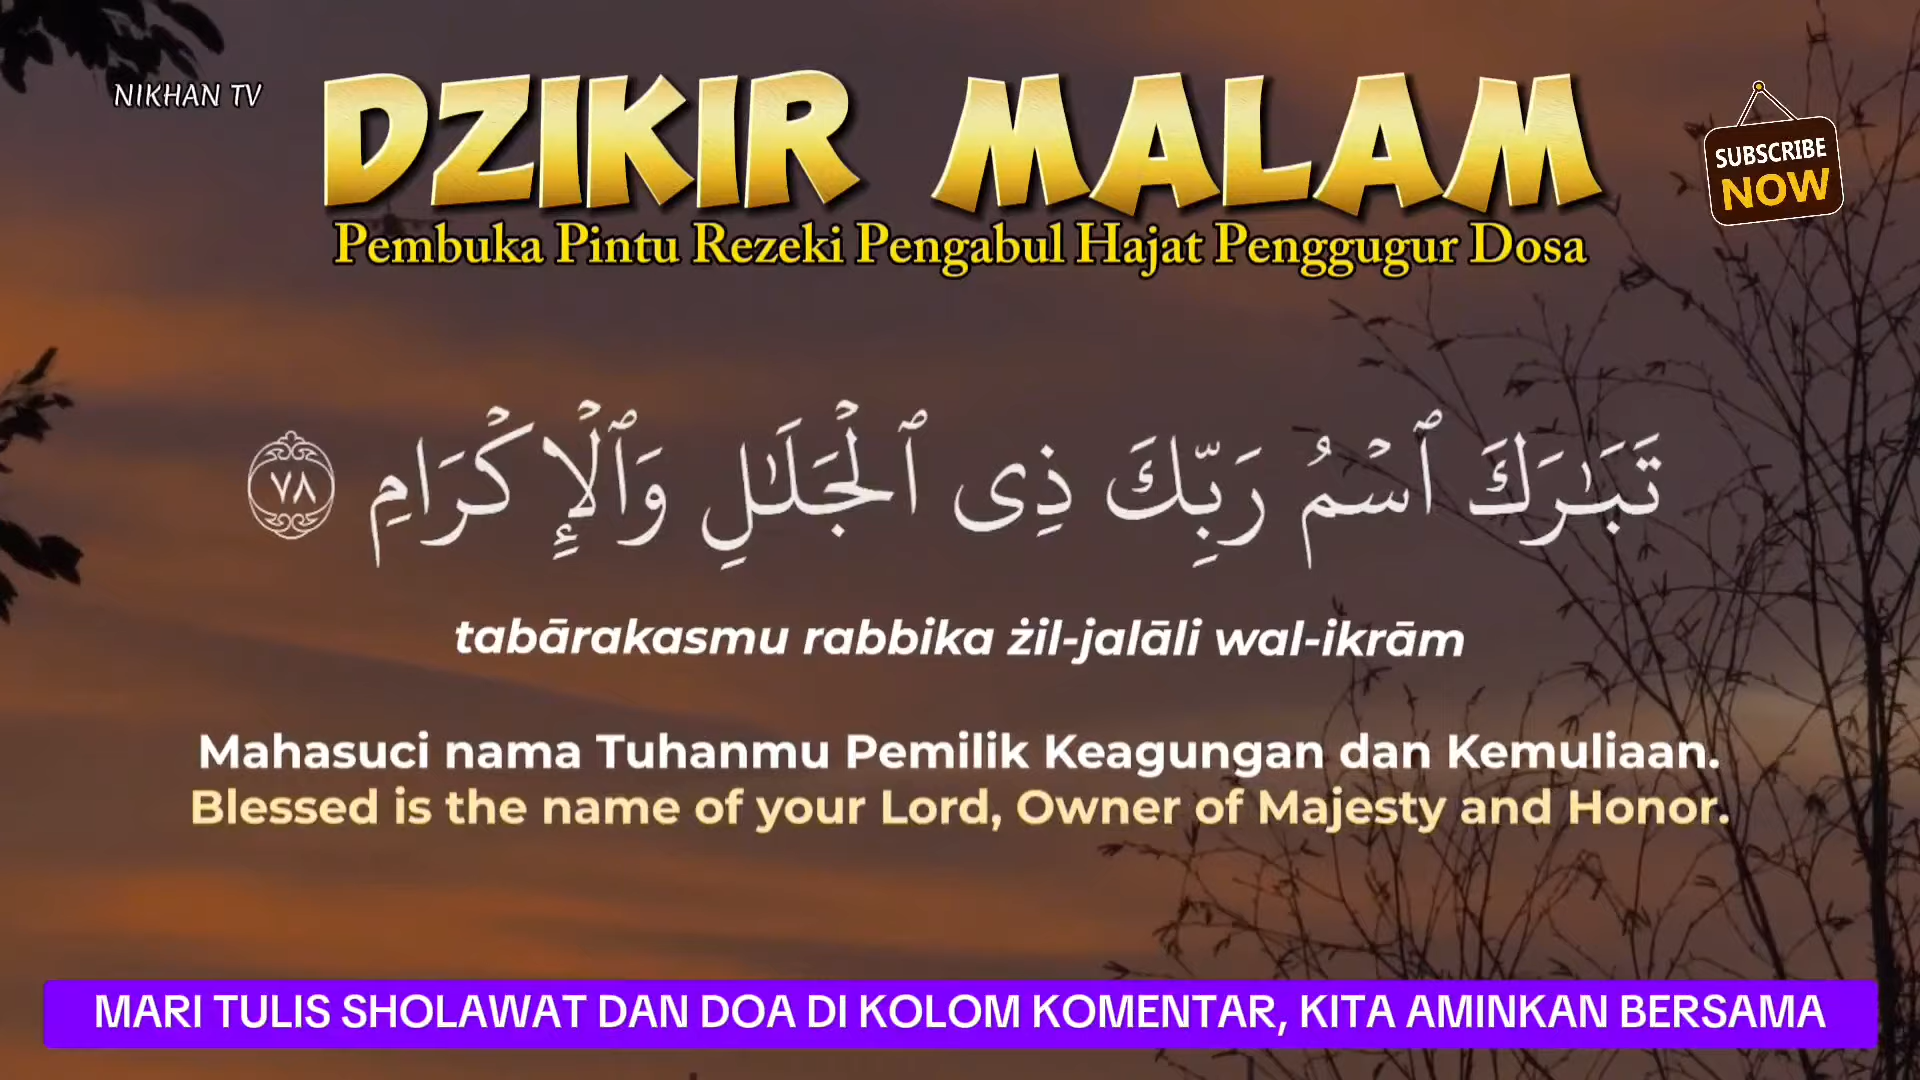 NIKHAN TV
DZIKIR MALAM
SUBSCRIBE
NOW
Pembuka Pintu Rezeki Pengabul Hajat Penggugur Dosa
تَبَٰرَكَ ٱسْمُ رَبِّكَ ذِى ٱلْجَلَٰلِ وَٱلْإِكْرَامِ ٧٨
tabārakasmu rabbika żil-jalāli wal-ikrām
Mahasuci nama Tuhanmu Pemilik Keagungan dan Kemuliaan.
Blessed is the name of your Lord, Owner of Majesty and Honor.
MARI TULIS SHOLAWAT DAN DOA DI KOLOM KOMENTAR, KITA AMINKAN BERSAMA